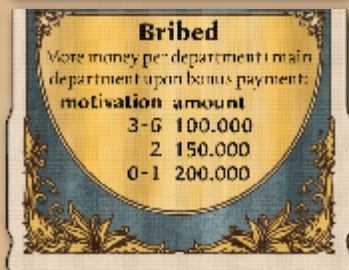 Bribed
More money per department / main
department upon bonus payment:
motivation amount
3-6 100.000
2 150.000
0-1 200.000